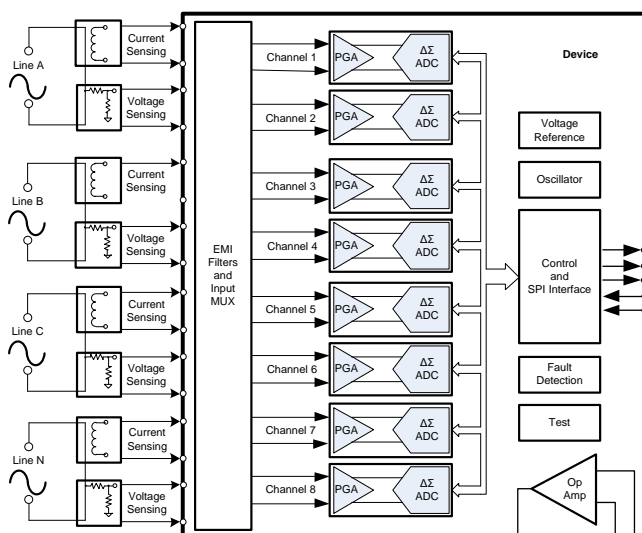 Line A
Current
Sensing
Voltage
Sensing
Line B
Current
Sensing
Voltage
Sensing
Line C
Current
Sensing
Voltage
Sensing
Line N
Current
Sensing
Voltage
Sensing
EMI
Filters
and
Input
MUX
Channel 1
PGA
ΔΣ
ADC
Channel 2
PGA
ΔΣ
ADC
Channel 3
PGA
ΔΣ
ADC
Channel 4
PGA
ΔΣ
ADC
Channel 5
PGA
ΔΣ
ADC
Channel 6
PGA
ΔΣ
ADC
Channel 7
PGA
ΔΣ
ADC
Channel 8
PGA
ΔΣ
ADC
Device
Voltage
Reference
Oscillator
Control
and
SPI Interface
Fault
Detection
Test
Op
Amp